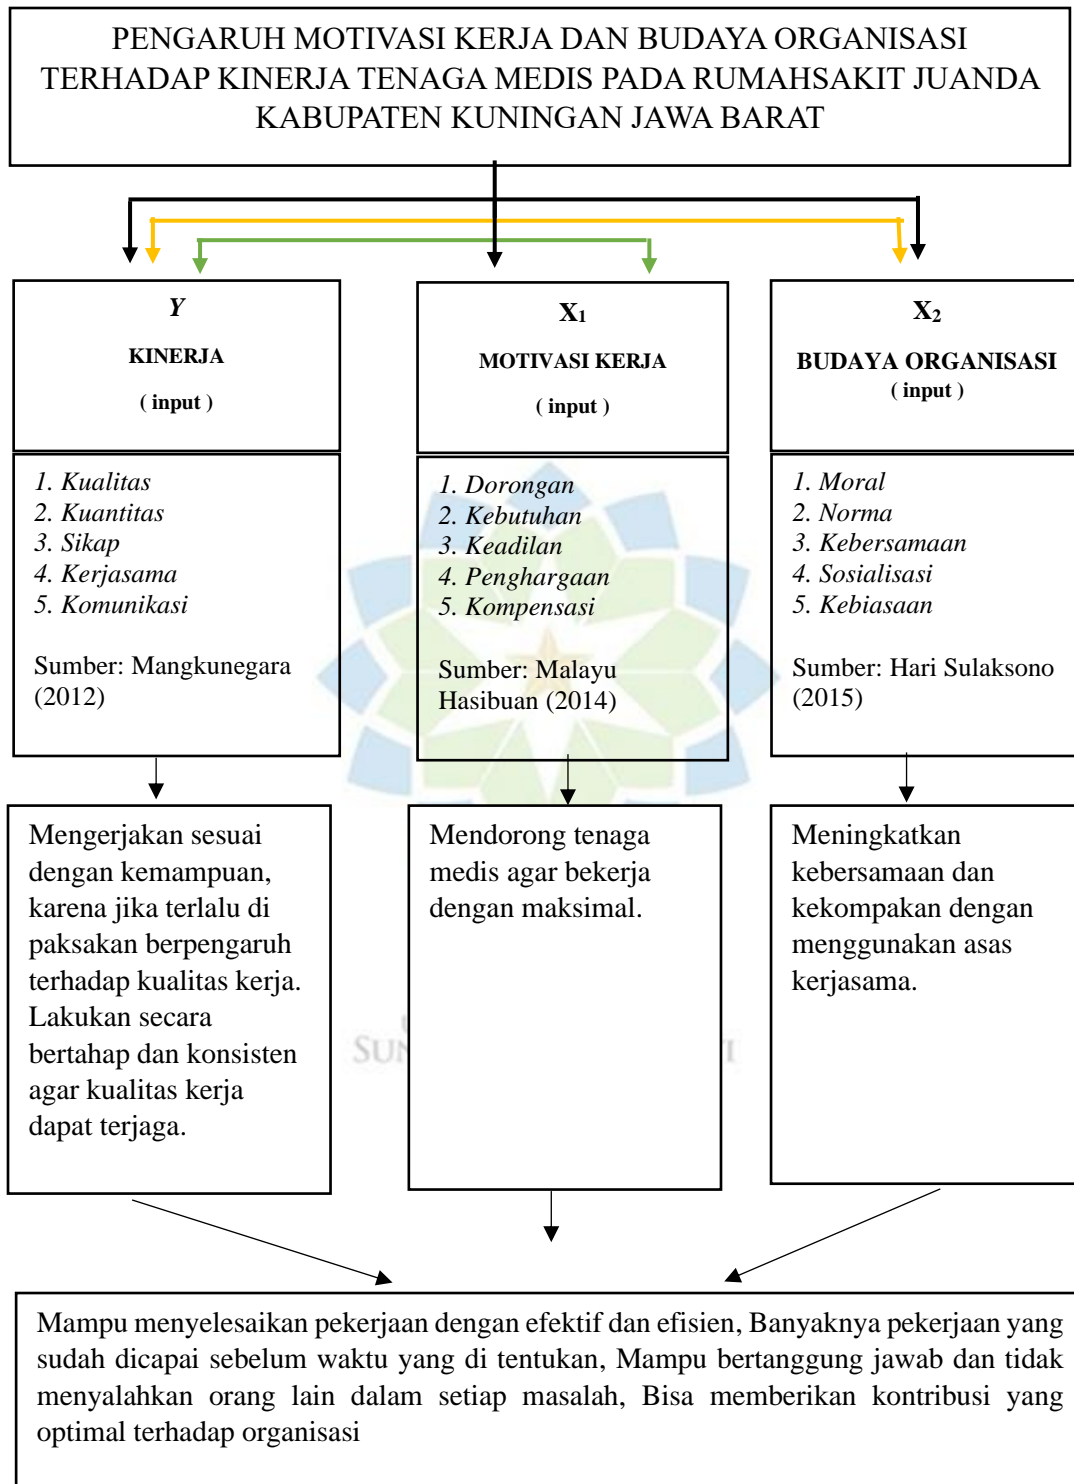 PENGARUH MOTIVASI KERJA DAN BUDAYA ORGANISASI
TERHADAP KINERJA TENAGA MEDIS PADA RUMAHSAKIT JUANDA
KABUPATEN KUNINGAN JAWA BARAT
Y
KINERJA
( input )
1. Kualitas
2. Kuantitas
3. Sikap
4. Kerjasama
5. Komunikasi
Sumber: Mangkunegara
(2012)
X1
MOTIVASI KERJA
( input )
1. Dorongan
2. Kebutuhan
3. Keadilan
4. Penghargaan
5. Kompensasi
Sumber: Malayu
Hasibuan (2014)
X2
BUDAYA ORGANISASI
( input )
1. Moral
2. Norma
3. Kebersamaan
4. Sosialisasi
5. Kebiasaan
Sumber: Hari Sulaksono
(2015)
Mengerjakan sesuai
dengan kemampuan,
karena jika terlalu di
paksakan berpengaruh
terhadap kualitas kerja.
Lakukan secara
bertahap dan konsisten
agar kualitas kerja
dapat terjaga.
Mendorong tenaga
medis agar bekerja
dengan maksimal.
Meningkatkan
kebersamaan dan
kekompakan dengan
menggunakan asas
kerjasama.
Mampu menyelesaikan pekerjaan dengan efektif dan efisien, Banyaknya pekerjaan yang
sudah dicapai sebelum waktu yang di tentukan, Mampu bertanggung jawab dan tidak
menyalahkan orang lain dalam setiap masalah, Bisa memberikan kontribusi yang
optimal terhadap organisasi